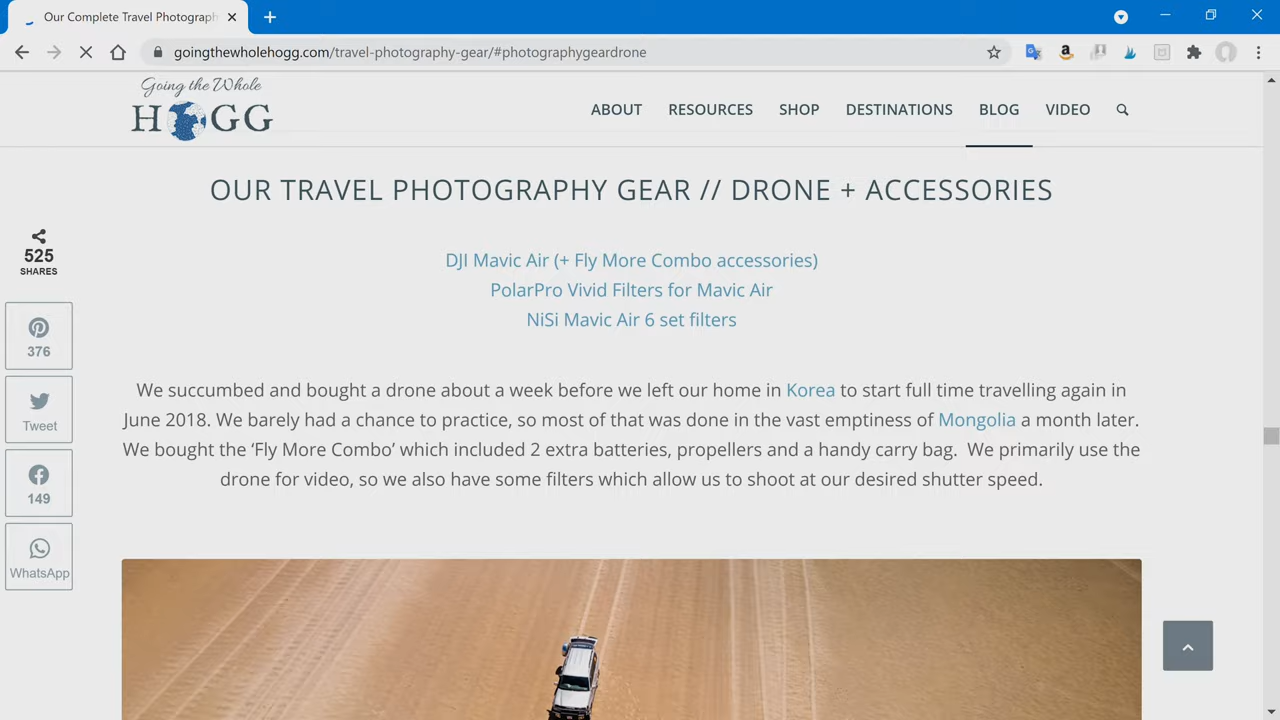 Our Complete Travel Photograph
goingthewholehogg.com/travel-photography-gear/#photographygeardrone
Going the Whole
HOGG
ABOUT
RESOURCES
SHOP
DESTINATIONS
BLOG
VIDEO
OUR TRAVEL PHOTOGRAPHY GEAR // DRONE + ACCESSORIES
525
SHARES
376
Tweet
149
WhatsApp
DJI Mavic Air (+ Fly More Combo accessories)
PolarPro Vivid Filters for Mavic Air
NiSi Mavic Air 6 set filters
We succumbed and bought a drone about a week before we left our home in Korea to start full time travelling again in
June 2018. We barely had a chance to practice, so most of that was done in the vast emptiness of Mongolia a month later.
We bought the ‘Fly More Combo’ which included 2 extra batteries, propellers and a handy carry bag.  We primarily use the
drone for video, so we also have some filters which allow us to shoot at our desired shutter speed.